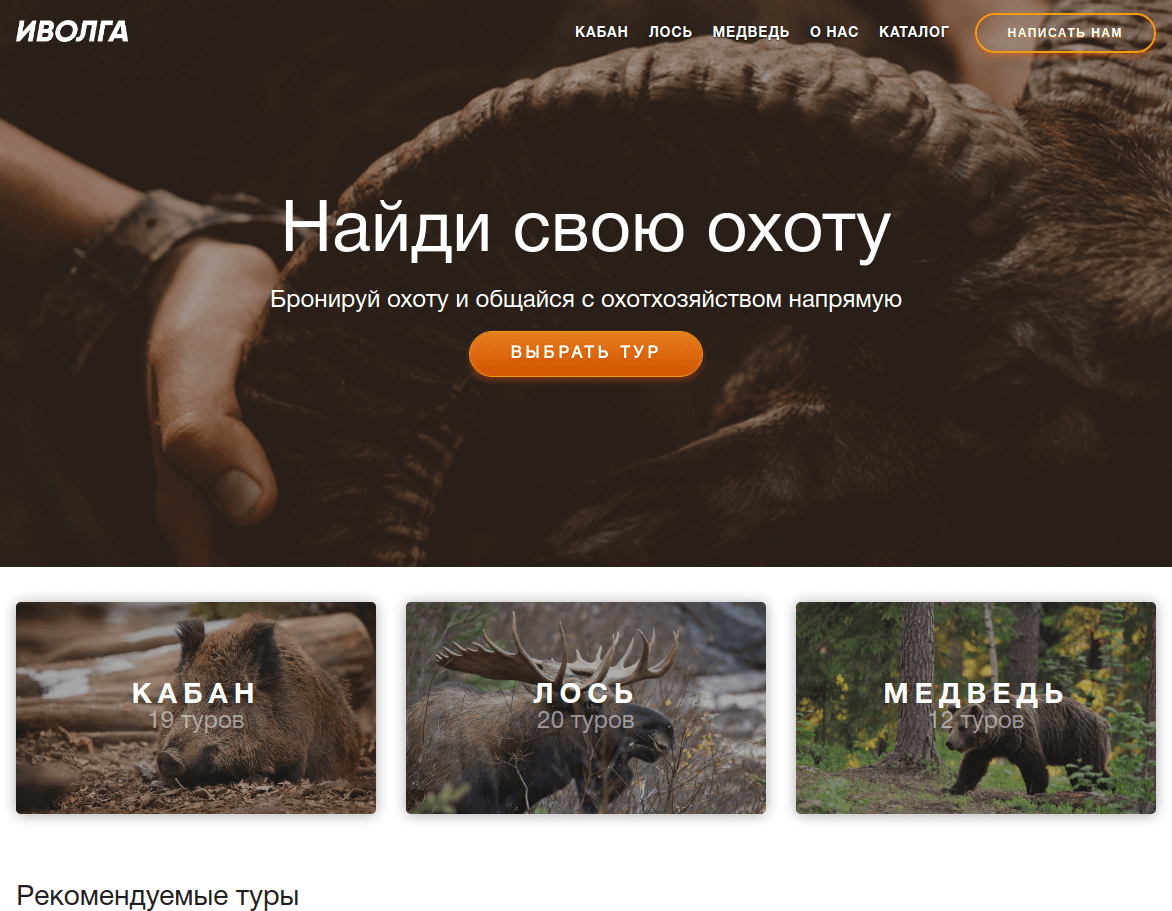 ИВОЛГА
КАБАН ЛОСЬ МЕДВЕДЬ О НАС КАТАЛОГ НАПИСАТЬ НАМ
Найди свою охоту
Бронируй охоту и общайся с охотхозяйством напрямую
ВЫБРАТЬ ТУР
КАБАН
19 туров
ЛОСЬ
20 туров
МЕДВЕДЬ
12 туров
Рекомендуемые туры